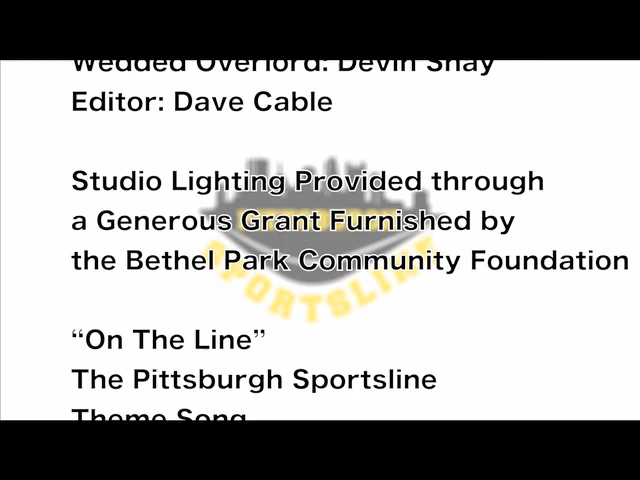 Wedded Overlord: Devin Shay
Editor: Dave Cable
Studio Lighting Provided through
a Generous Grant Furnished by
the Bethel Park Community Foundation
“On The Line”
The Pittsburgh Sportsline
Theme Song
SPORTSLINE